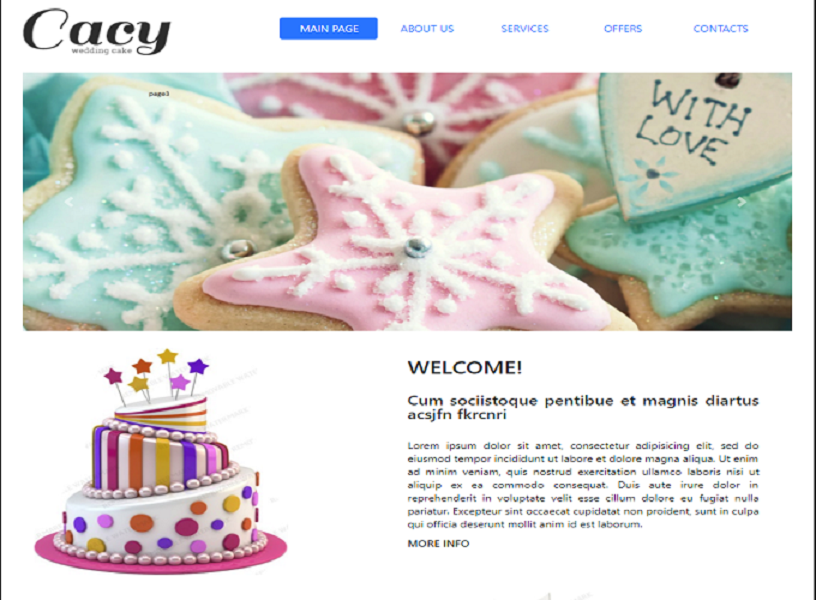 Cacy
wedding cake
MAIN PAGE
ABOUT US
SERVICES
OFFERS
CONTACTS
WITH
LOVE
WELCOME!
Cum sociistoque pentibue et magnis diartus
acsjfn fkrcnri
Lorem ipsum dolor sit amet, consectetur adipisicing elit, sed do
eiusmod tempor incididunt ut labore et dolore magna aliqua. Ut enim
ad minim veniam, quis nostrud exercitation ullamco laboris nisi ut
aliquip ex ea commodo consequat. Duis aute irure dolor in
reprehenderit in voluptate velit esse cillum dolore eu fugiat nulla
pariatur. Excepteur sint occaecat cupidatat non proident, sunt in culpa
qui officia deserunt mollit anim id est laborum.
MORE INFO